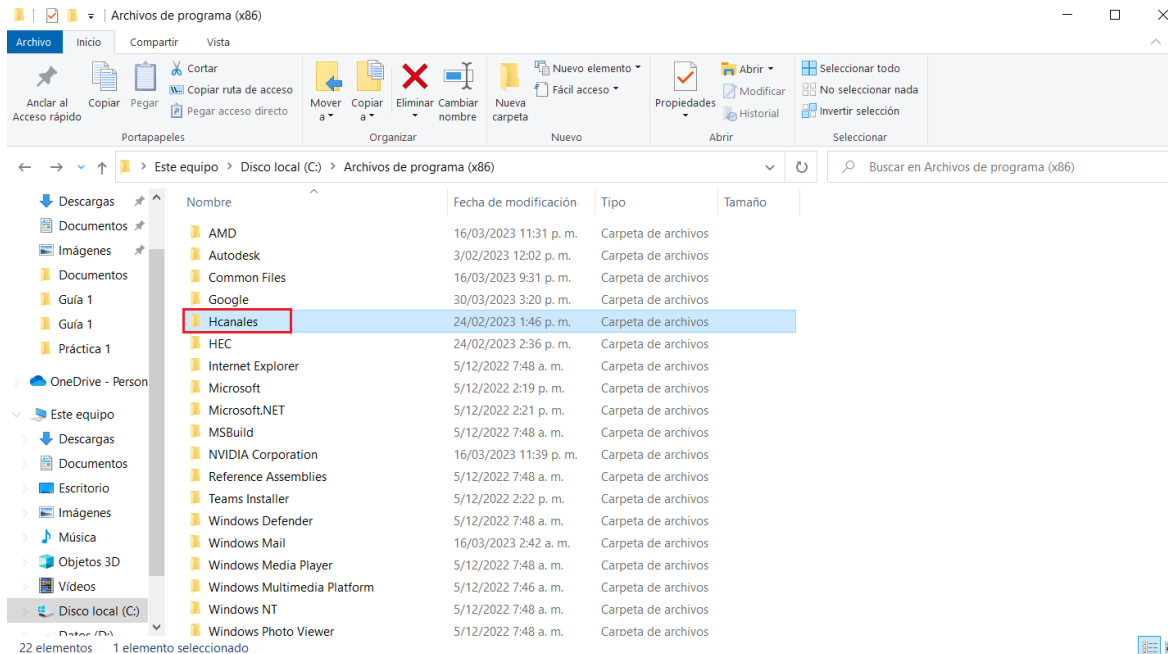 Archivos de programa (x86)
Archivo Inicio Compartir Vista
Anclar al Acceso rápido
Copiar
Pegar
Cortar
Copiar ruta de acceso
Pegar acceso directo
Portapapeles
Mover a
Copiar a
Eliminar
Cambiar nombre
Organizar
Nueva carpeta
Nuevo elemento
Fácil acceso
Nuevo
Propiedades
Abrir
Modificar
Historial
Abrir
Seleccionar todo
No seleccionar nada
Invertir selección
Seleccionar
Este equipo > Disco local (C:) > Archivos de programa (x86)
Buscar en Archivos de programa (x86)
Descargas
Documentos
Imágenes
Documentos
Guía 1
Guía 1
Práctica 1
OneDrive - Person
Este equipo
Descargas
Documentos
Escritorio
Imágenes
Música
Objetos 3D
Vídeos
Disco local (C:)
Datos (D:)
Nombre Fecha de modificación Tipo Tamaño
AMD 16/03/2023 11:31 p. m. Carpeta de archivos
Autodesk 3/02/2023 12:02 p. m. Carpeta de archivos
Common Files 16/03/2023 9:31 p. m. Carpeta de archivos
Google 30/03/2023 3:20 p. m. Carpeta de archivos
Hcanales 24/02/2023 1:46 p. m. Carpeta de archivos
HEC 24/02/2023 2:36 p. m. Carpeta de archivos
Internet Explorer 5/12/2022 7:48 a. m. Carpeta de archivos
Microsoft 5/12/2022 2:19 p. m. Carpeta de archivos
Microsoft.NET 5/12/2022 2:21 p. m. Carpeta de archivos
MSBuild 5/12/2022 7:48 a. m. Carpeta de archivos
NVIDIA Corporation 16/03/2023 11:39 p. m. Carpeta de archivos
Reference Assemblies 5/12/2022 7:48 a. m. Carpeta de archivos
Teams Installer 5/12/2022 2:22 p. m. Carpeta de archivos
Windows Defender 5/12/2022 7:48 a. m. Carpeta de archivos
Windows Mail 16/03/2023 2:42 a. m. Carpeta de archivos
Windows Media Player 5/12/2022 7:48 a. m. Carpeta de archivos
Windows Multimedia Platform 5/12/2022 7:46 a. m. Carpeta de archivos
Windows NT 5/12/2022 7:48 a. m. Carpeta de archivos
Windows Photo Viewer 5/12/2022 7:48 a. m. Carpeta de archivos
22 elementos 1 elemento seleccionado